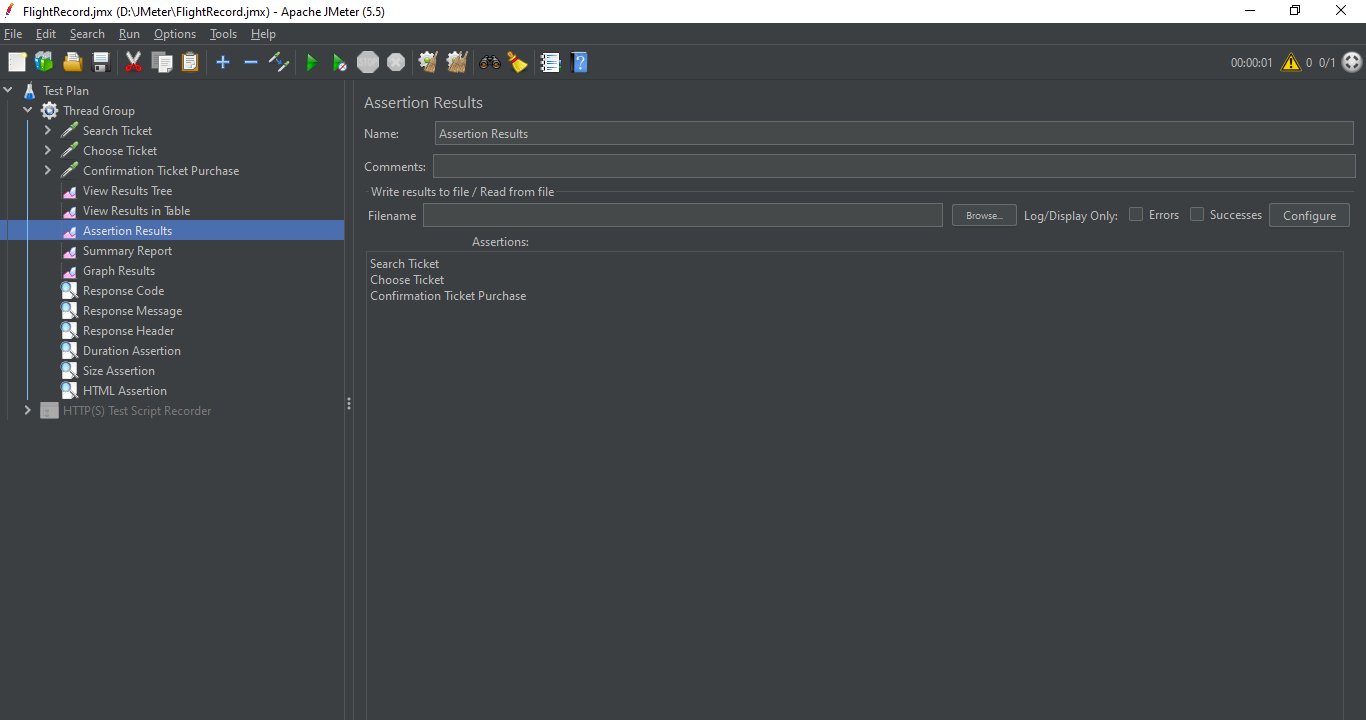 FlightRecord.jmx (D:\JMeter\FlightRecord.jmx) - Apache JMeter (5.5)
File Edit Search Run Options Tools Help
STOP
00:00:01 0 0/1
Test Plan
Thread Group
Search Ticket
Choose Ticket
Confirmation Ticket Purchase
View Results Tree
View Results in Table
Assertion Results
Summary Report
Graph Results
Response Code
Response Message
Response Header
Duration Assertion
Size Assertion
HTML Assertion
HTTP(S) Test Script Recorder
Assertion Results
Name: Assertion Results
Comments:
Write results to file / Read from file
Filename Browse... Log/Display Only: Errors Successes Configure
Assertions:
Search Ticket
Choose Ticket
Confirmation Ticket Purchase